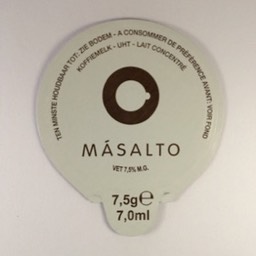 TEN MINSTE HOUDBAAR TOT: ZIE BODEM - A CONSOMMER DE PRÉFÉRENCE AVANT: VOIR FOND
KOFFIEMELK - UHT - LAIT CONCENTRÉ
MÁSALTO
VET 7,5% M.G.
7,5g℮
7,0ml